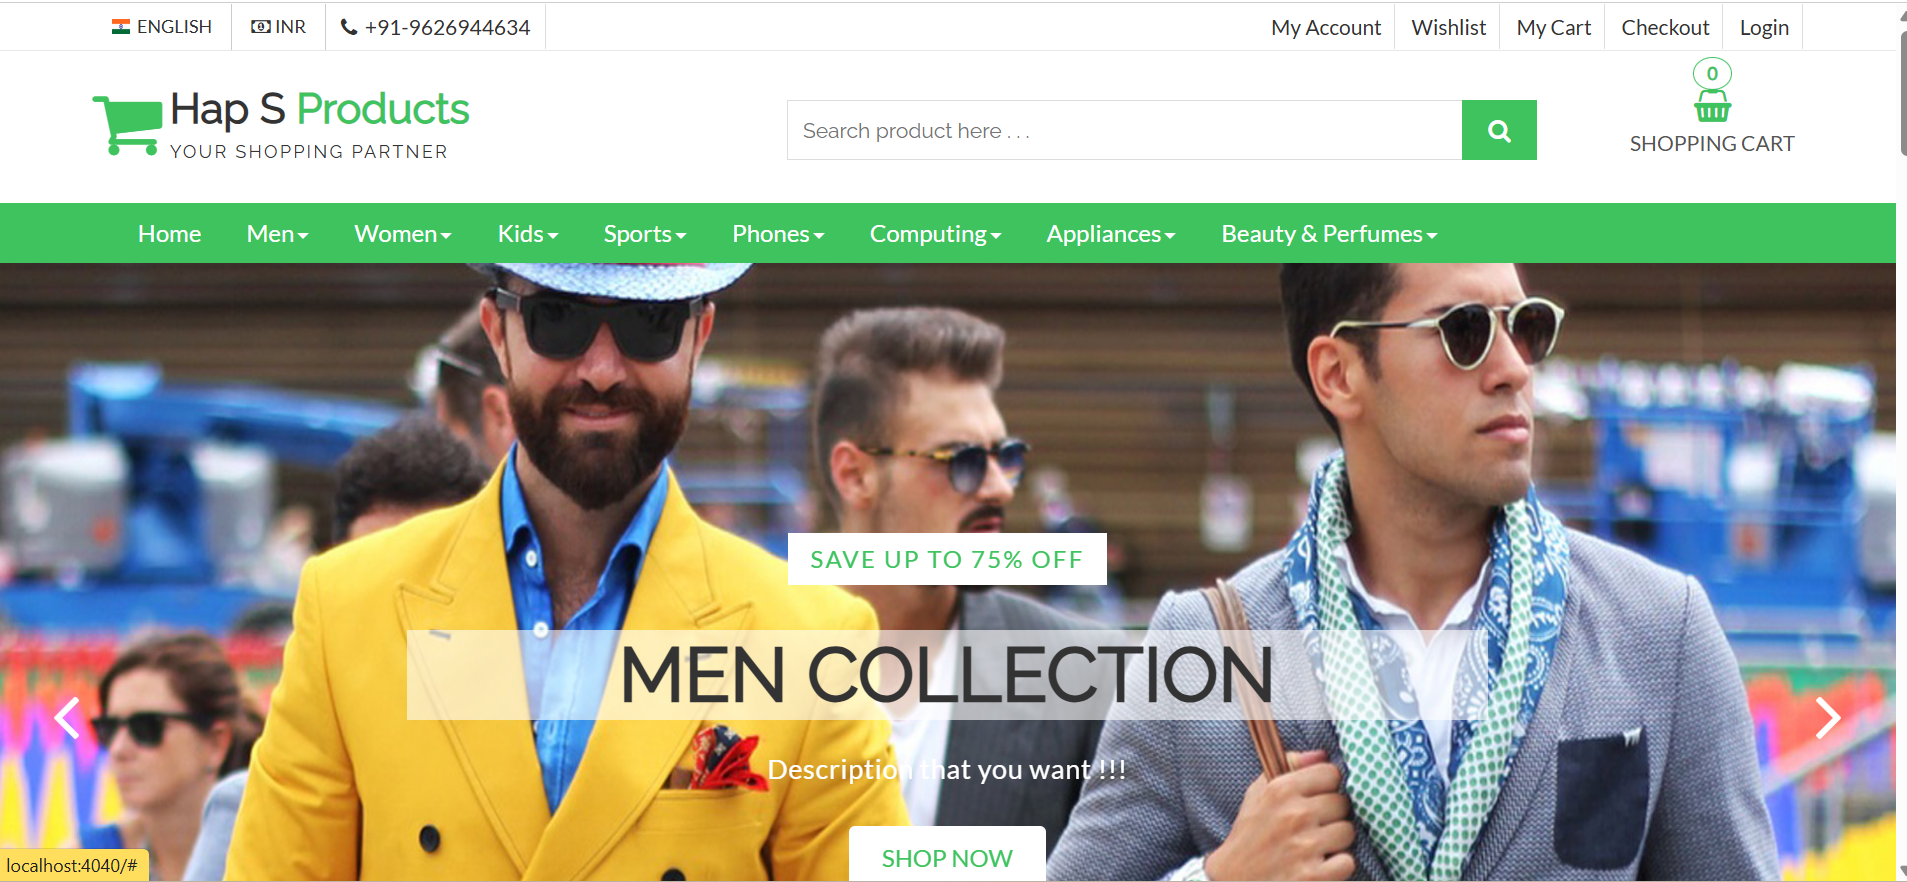 ENGLISH
INR
+91-9626944634
My Account
Wishlist
My Cart
Checkout
Login
Hap S Products
YOUR SHOPPING PARTNER
Search product here . . .
0
SHOPPING CART
Home
Men
Women
Kids
Sports
Phones
Computing
Appliances
Beauty & Perfumes
SAVE UP TO 75% OFF
MEN COLLECTION
Description that you want !!!
SHOP NOW
localhost:4040/#